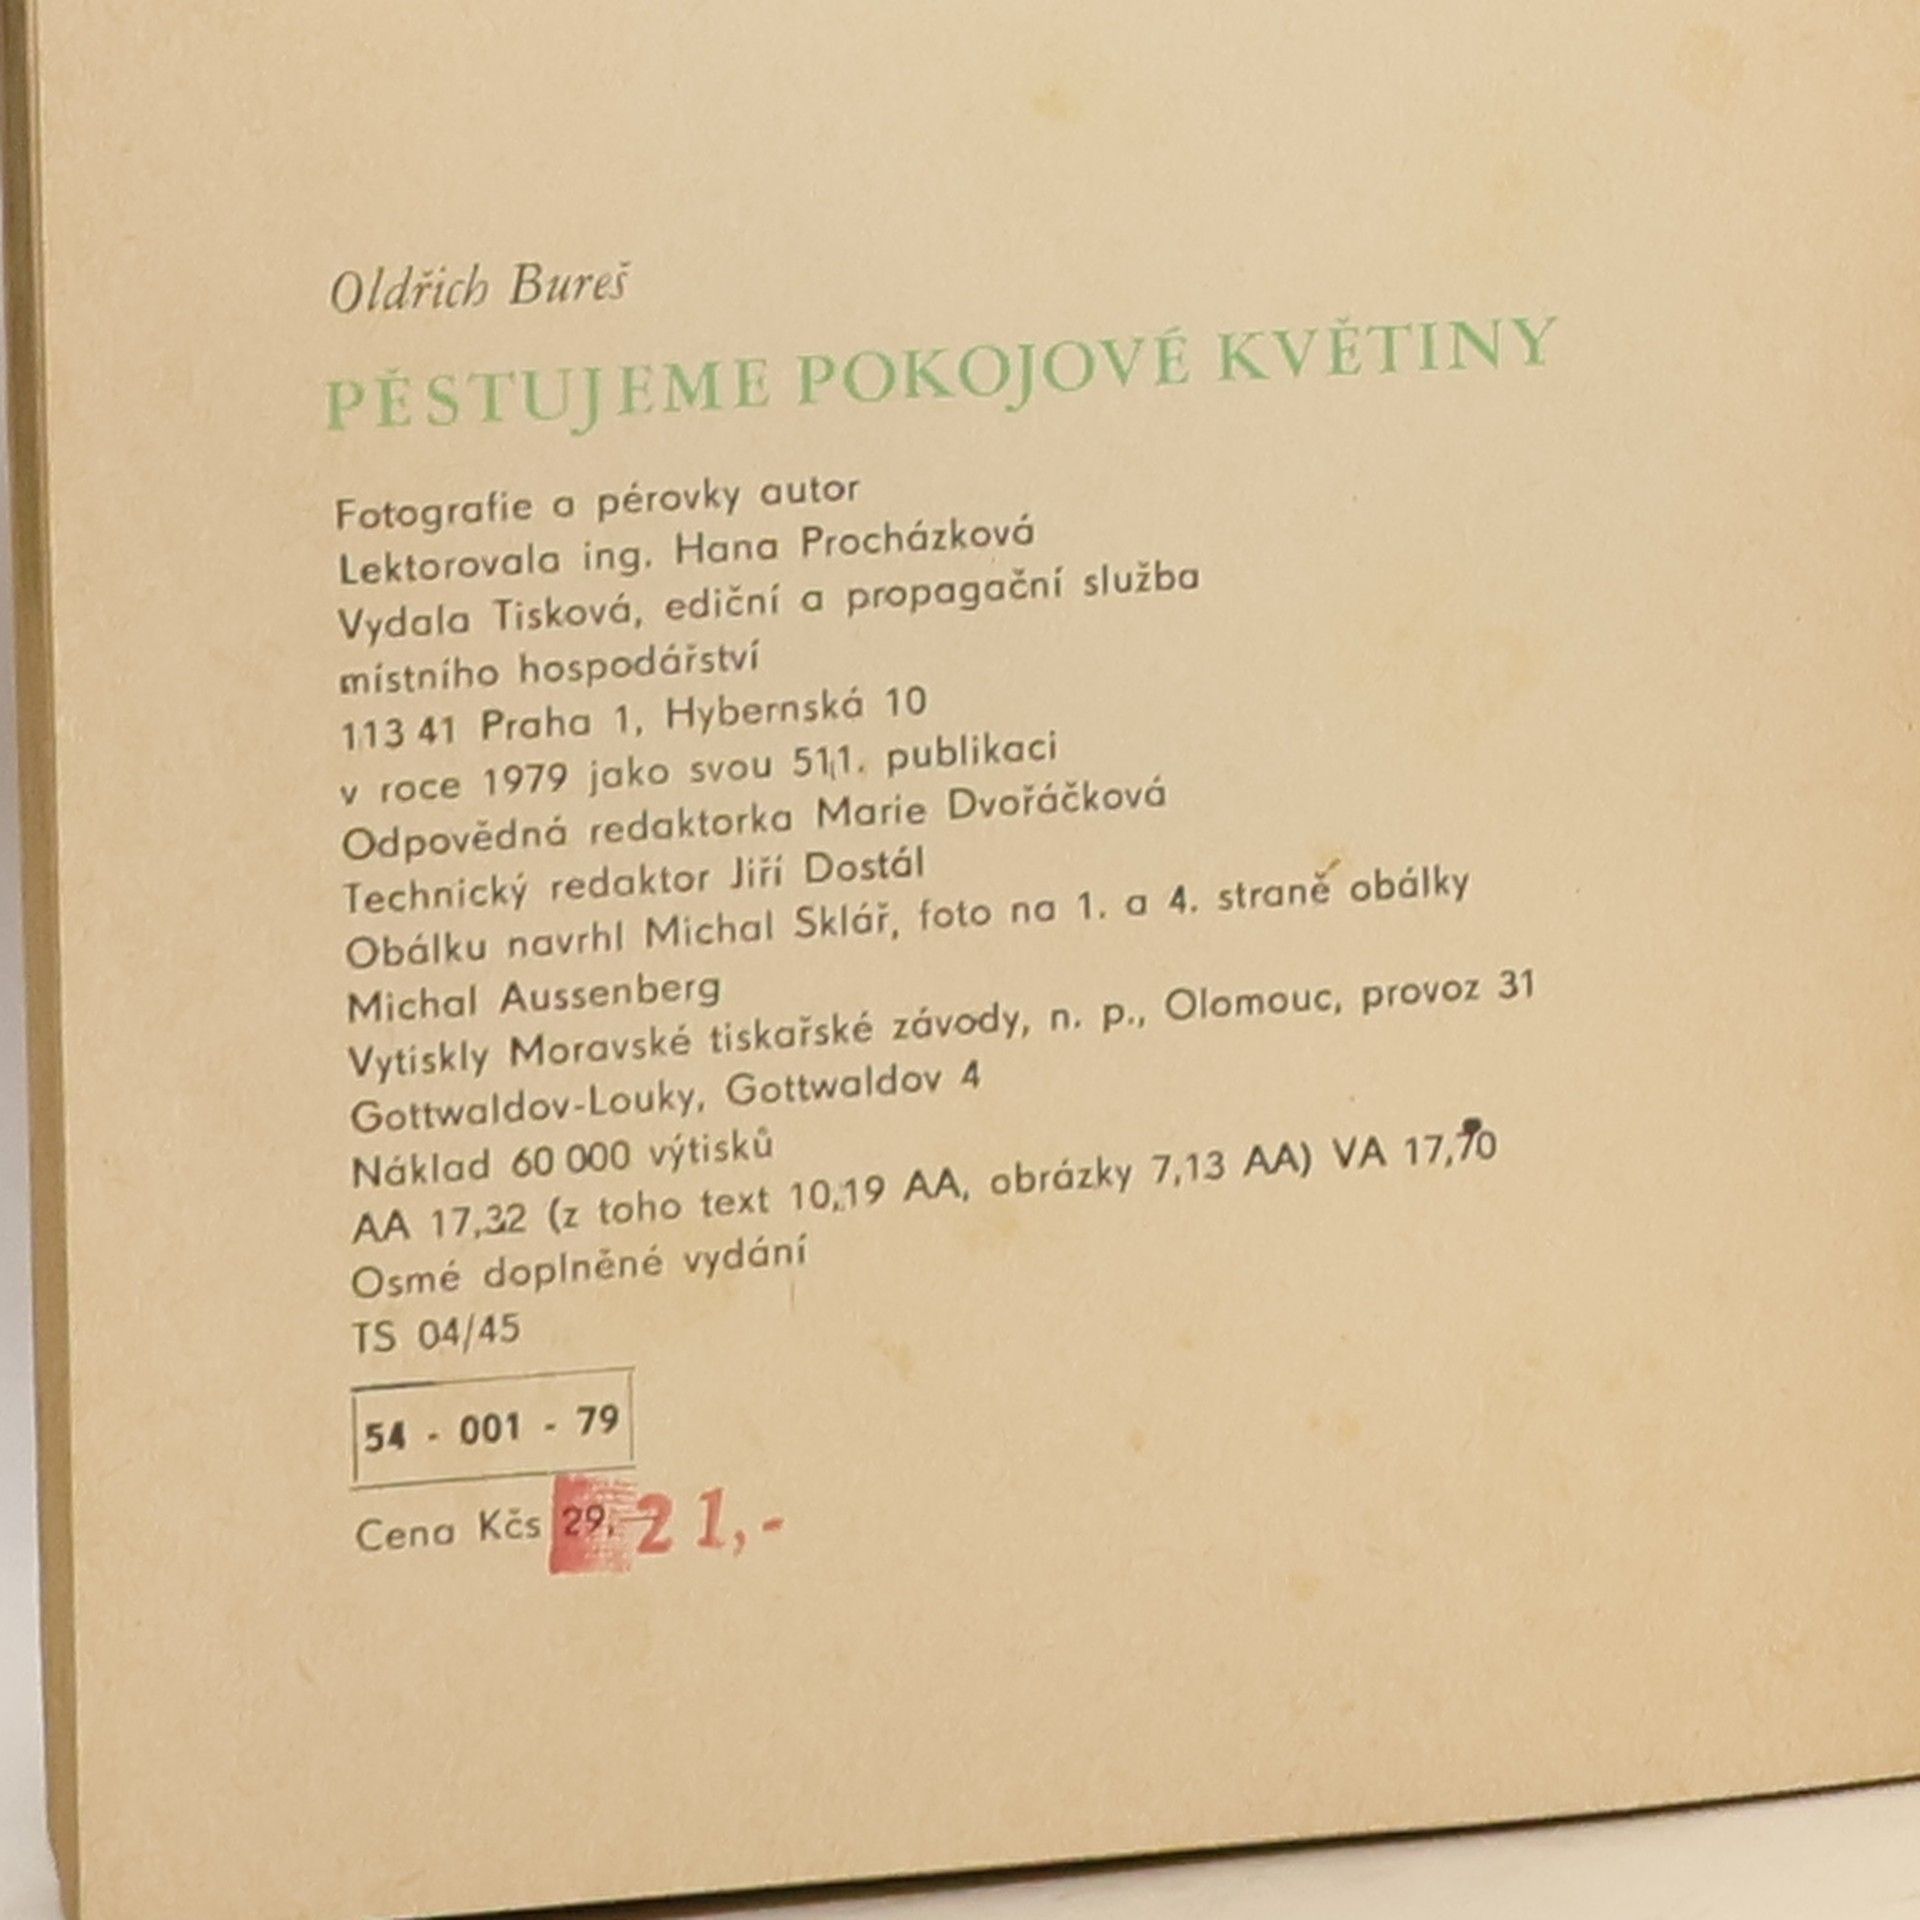 Oldřich Bureš
PĚSTUJEME POKOJOVÉ KVĚTINY
Fotografie a pérovky autor
Lektorovala ing. Hana Procházková
Vydala Tisková, ediční a propagační služba
místního hospodářství
113 41 Praha 1, Hybernská 10
v roce 1979 jako svou 511. publikaci
Odpovědná redaktorka Marie Dvořáčková
Technický redaktor Jiří Dostál
Obálku navrhl Michal Sklář, foto na 1. a 4. straně obálky
Michal Aussenberg
Vytiskly Moravské tiskařské závody, n. p., Olomouc, provoz 31
Gottwaldov-Louky, Gottwaldov 4
Náklad 60 000 výtisků
AA 17,32 (z toho text 10,19 AA, obrázky 7,13 AA) VA 17,70
Osmé doplněné vydání
TS 04/45
54 - 001 - 79
Cena Kčs 29,— 21,-